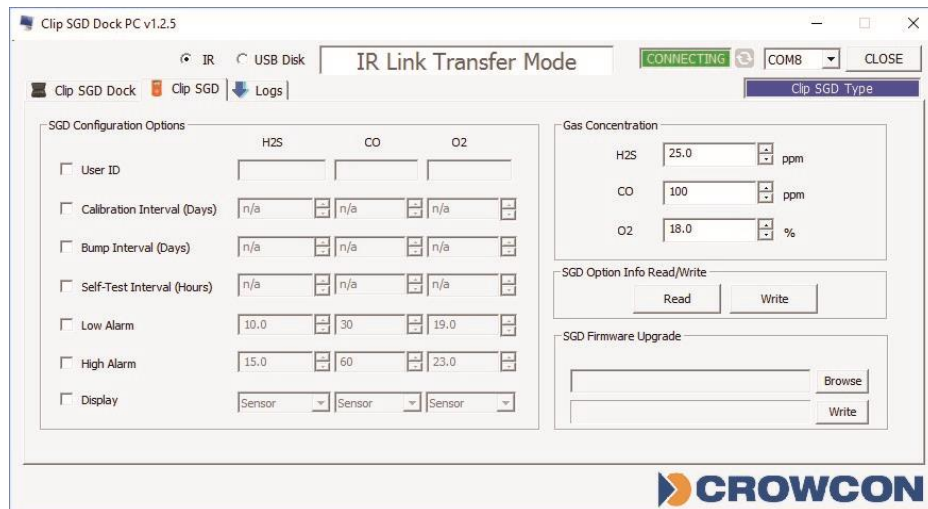 Clip SGD Dock PC v1.2.5
IR USB Disk IR Link Transfer Mode CONNECTING COM8 CLOSE
Clip SGD Dock Clip SGD Logs Clip SGD Type
SGD Configuration Options
H2S CO O2
User ID
Calibration Interval (Days) n/a n/a n/a
Bump Interval (Days) n/a n/a n/a
Self-Test Interval (Hours) n/a n/a n/a
Low Alarm 10.0 30 19.0
High Alarm 15.0 60 23.0
Display Sensor Sensor Sensor
Gas Concentration
H2S 25.0 ppm
CO 100 ppm
O2 18.0 %
SGD Option Info Read/Write
Read Write
SGD Firmware Upgrade
Browse
Write
CROWCON